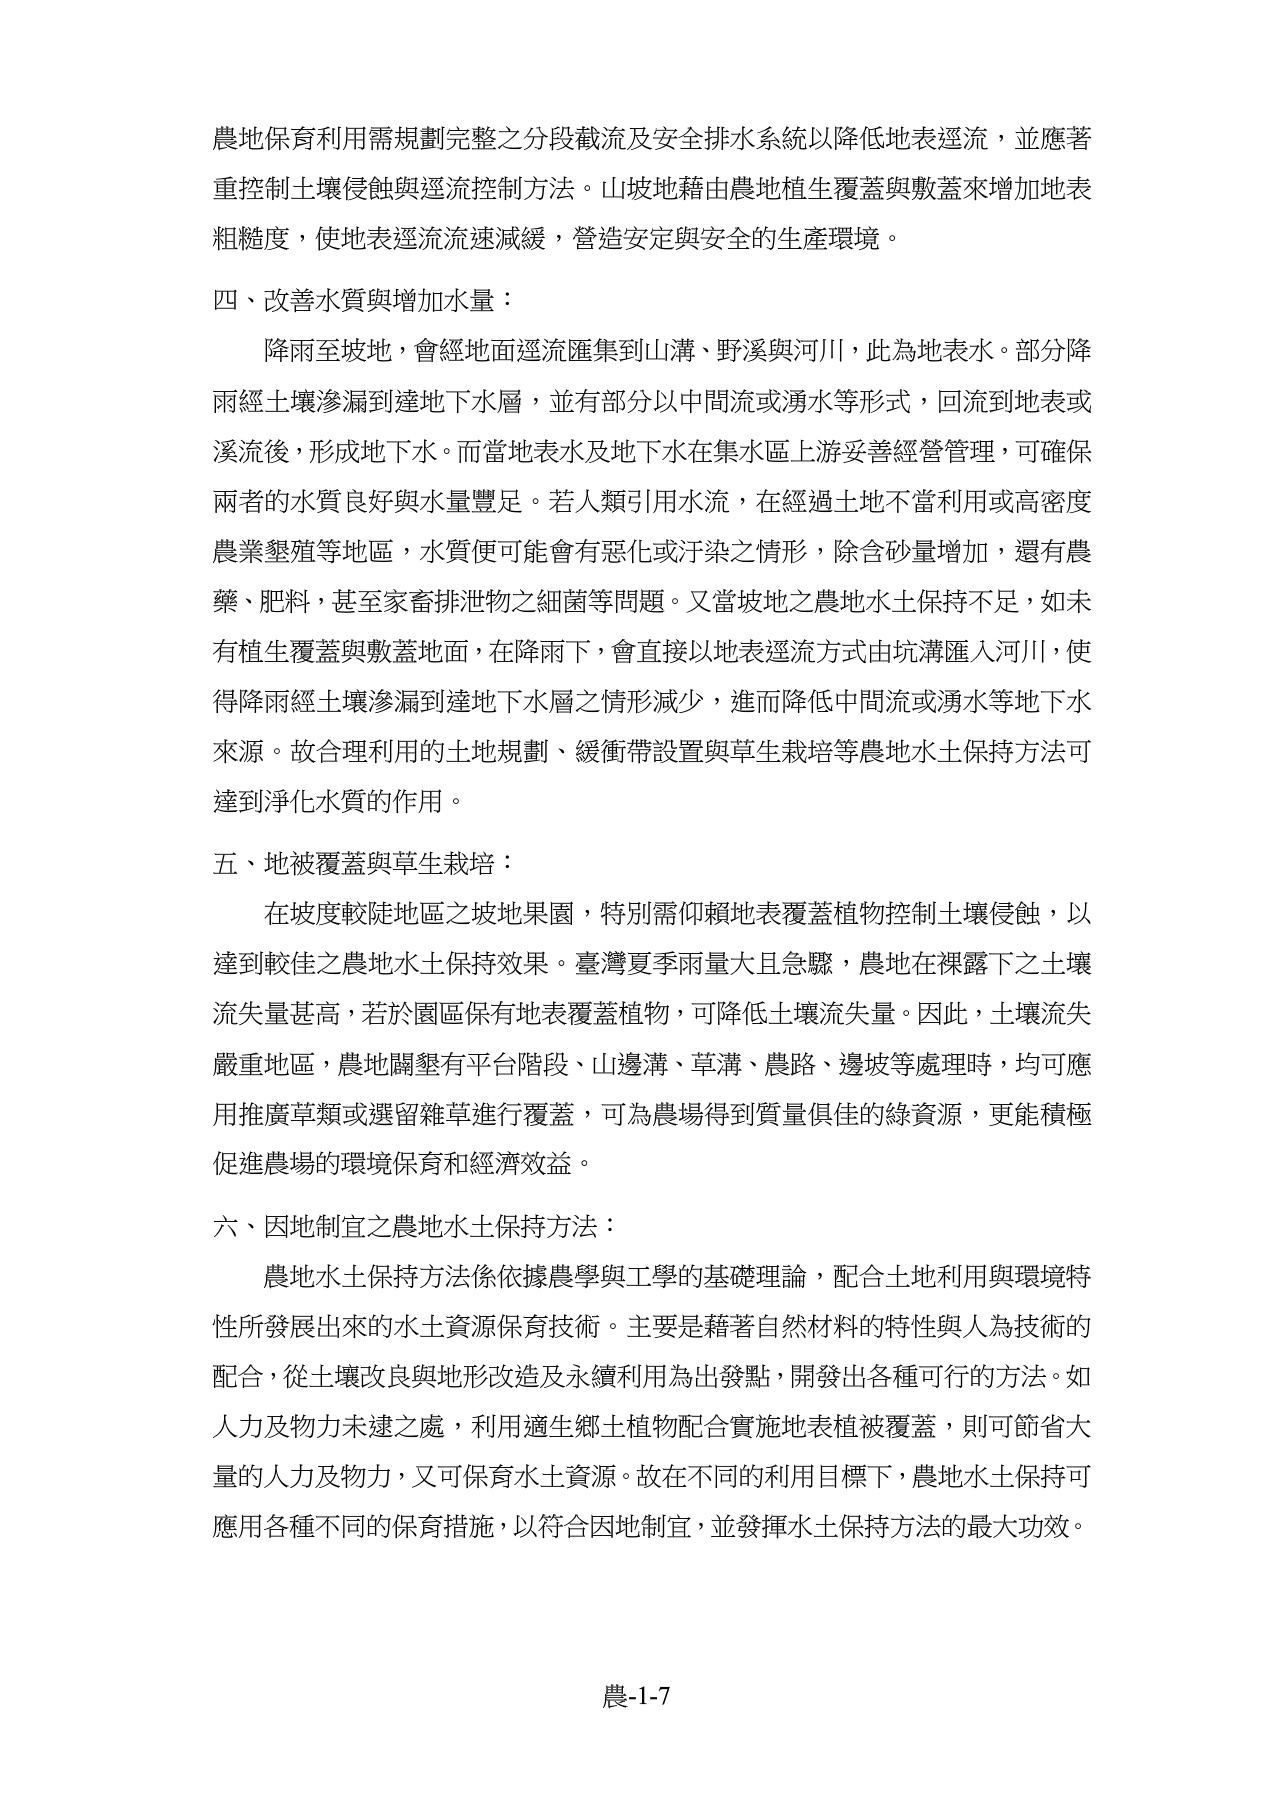 農地保育利用需規劃完整之分段截流及安全排水系統以降低地表逕流，並應著
重控制土壤侵蝕與逕流控制方法。山坡地藉由農地植生覆蓋與敷蓋來增加地表
粗糙度，使地表逕流流速減緩，營造安定與安全的生產環境。
四、改善水質與增加水量：
降雨至坡地，會經地面逕流匯集到山溝、野溪與河川，此為地表水。部分降
雨經土壤滲漏到達地下水層，並有部分以中間流或湧水等形式，回流到地表或
溪流後，形成地下水。而當地表水及地下水在集水區上游妥善經營管理，可確保
兩者的水質良好與水量豐足。若人類引用水流，在經過土地不當利用或高密度
農業墾殖等地區，水質便可能會有惡化或汙染之情形，除含砂量增加，還有農
藥、肥料，甚至家畜排泄物之細菌等問題。又當坡地之農地水土保持不足，如未
有植生覆蓋與敷蓋地面，在降雨下，會直接以地表逕流方式由坑溝匯入河川，使
得降雨經土壤滲漏到達地下水層之情形減少，進而降低中間流或湧水等地下水
來源。故合理利用的土地規劃、緩衝帶設置與草生栽培等農地水土保持方法可
達到淨化水質的作用。
五、地被覆蓋與草生栽培：
在坡度較陡地區之坡地果園，特別需仰賴地表覆蓋植物控制土壤侵蝕，以
達到較佳之農地水土保持效果。臺灣夏季雨量大且急驟，農地在裸露下之土壤
流失量甚高，若於園區保有地表覆蓋植物，可降低土壤流失量。因此，土壤流失
嚴重地區，農地闢墾有平台階段、山邊溝、草溝、農路、邊坡等處理時，均可應
用推廣草類或選留雜草進行覆蓋，可為農場得到質量俱佳的綠資源，更能積極
促進農場的環境保育和經濟效益。
六、因地制宜之農地水土保持方法：
農地水土保持方法係依據農學與工學的基礎理論，配合土地利用與環境特
性所發展出來的水土資源保育技術。主要是藉著自然材料的特性與人為技術的
配合，從土壤改良與地形改造及永續利用為出發點，開發出各種可行的方法。如
人力及物力未逮之處，利用適生鄉土植物配合實施地表植被覆蓋，則可節省大
量的人力及物力，又可保育水土資源。故在不同的利用目標下，農地水土保持可
應用各種不同的保育措施，以符合因地制宜，並發揮水土保持方法的最大功效。
農-1-7